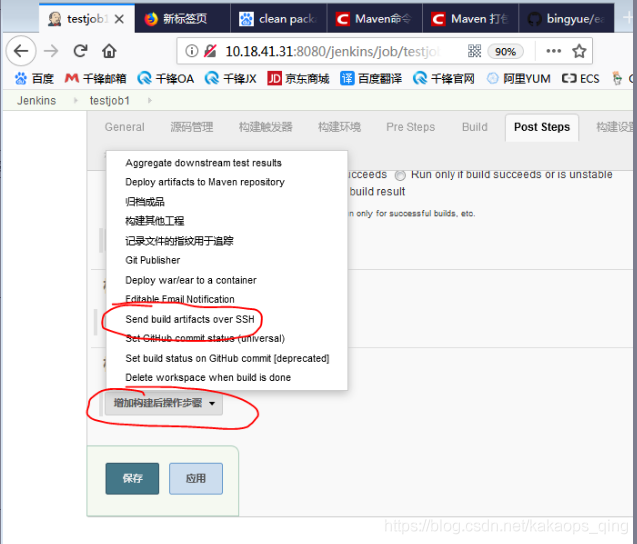 testjob1
新标签页
clean pack
Maven命令
Maven 打包
bingyue/ea
10.18.41.31:8080/jenkins/job/testjo
90%
百度 千锋邮箱 千锋OA 千锋JX JD 京东商城 译 百度翻译 千锋官网 阿里YUM ECS
Jenkins testjob1
General 源码管理 构建触发器 构建环境 Pre Steps Build Post Steps 构建设置
Aggregate downstream test results
cceeds Run only if build succeeds or is unstable
Deploy artifacts to Maven repository
build result
归档成品
n only for successful builds, etc.
构建其他工程
记录文件的指纹用于追踪
Git Publisher
Deploy war/ear to a container
Editable Email Notification
Send build artifacts over SSH
Set GitHub commit status (universal)
Set build status on GitHub commit [deprecated]
Delete workspace when build is done
增加构建后操作步骤
保存 应用
https://blog.csdn.net/kakaops_qing